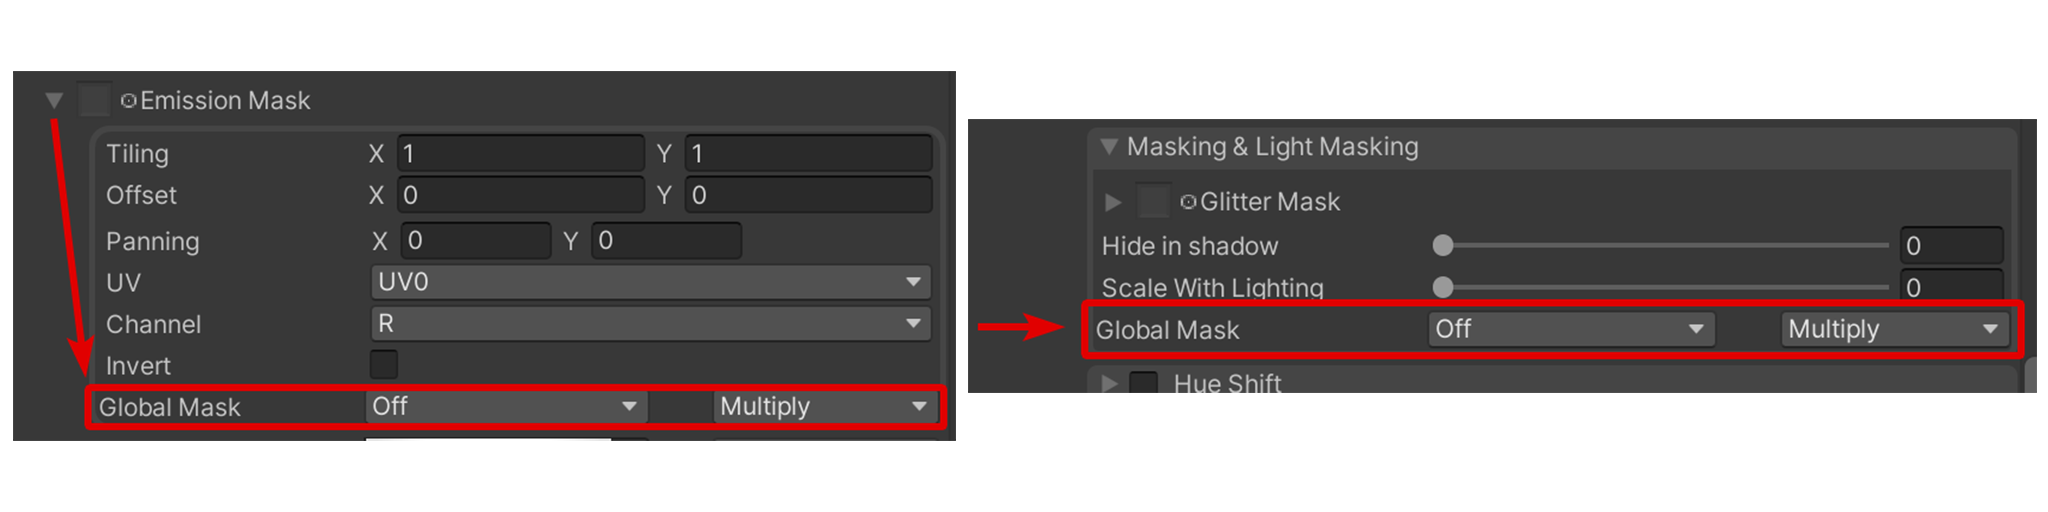 Emission Mask
Tiling X 1 Y 1
Offset X 0 Y 0
Panning X 0 Y 0
UV UV0
Channel R
Invert
Global Mask Off Multiply
Masking & Light Masking
Glitter Mask
Hide in shadow 0
Scale With Lighting 0
Global Mask Off Multiply
Hue Shift